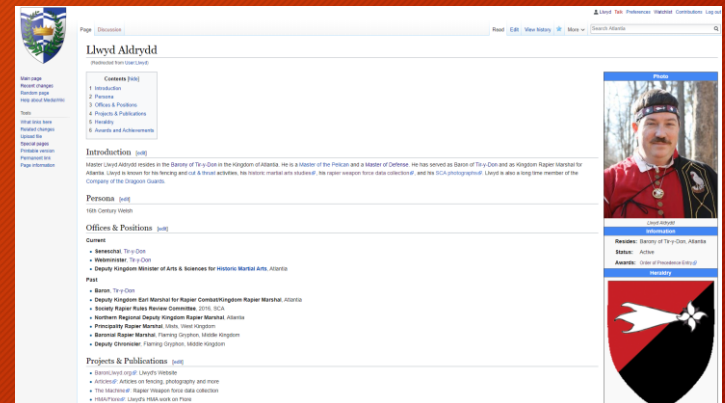 Llwyd Talk Preferences Watchlist Contributions Log out
Page Discussion
Read Edit View history More
Search Atlantia
Llwyd Aldrydd
(Redirected from User:Llwyd)
Main page
Recent changes
Random page
Help about MediaWiki
Tools
What links here
Related changes
Upload file
Special pages
Printable version
Permanent link
Page information
Contents [hide]
1 Introduction
2 Persona
3 Offices & Positions
4 Projects & Publications
5 Heraldry
6 Awards and Achievements
Introduction [edit]
Master Llwyd Aldrydd resides in the Barony of Tir-y-Don in the Kingdom of Atlantia. He is a Master of the Pelican and a Master of Defense. He has served as Baron of Tir-y-Don and as Kingdom Rapier Marshal for
Atlantia. Llwyd is known for his fencing and cut & thrust activities, his historic martial arts studies, his rapier weapon force data collection, and his SCA photography. Llwyd is also a long time member of the
Company of the Dragoon Guards.
Persona [edit]
16th Century Welsh
Offices & Positions [edit]
Current
Seneschal, Tir-y-Don
Webminister, Tir-y-Don
Deputy Kingdom Minister of Arts & Sciences for Historic Martial Arts, Atlantia
Past
Baron, Tir-y-Don
Deputy Kingdom Earl Marshal for Rapier Combat/Kingdom Rapier Marshal, Atlantia
Society Rapier Rules Review Committee, 2016, SCA
Northern Regional Deputy Kingdom Rapier Marshal, Atlantia
Principality Rapier Marshal, Mists, West Kingdom
Baronial Rapier Marshal, Flaming Gryphon, Middle Kingdom
Deputy Chronicler, Flaming Gryphon, Middle Kingdom
Projects & Publications [edit]
BaronLlwyd.org: Llwyd's Website
Articles: Articles on fencing, photography and more
The Machine: Rapier Weapon force data collection
HMA/Fiore: Llwyd's HMA work on Fiore
Photo
Llwyd Aldrydd
Information
Resides: Barony of Tir-y-Don, Atlantia
Status: Active
Awards: Order of Precedence Entry
Heraldry